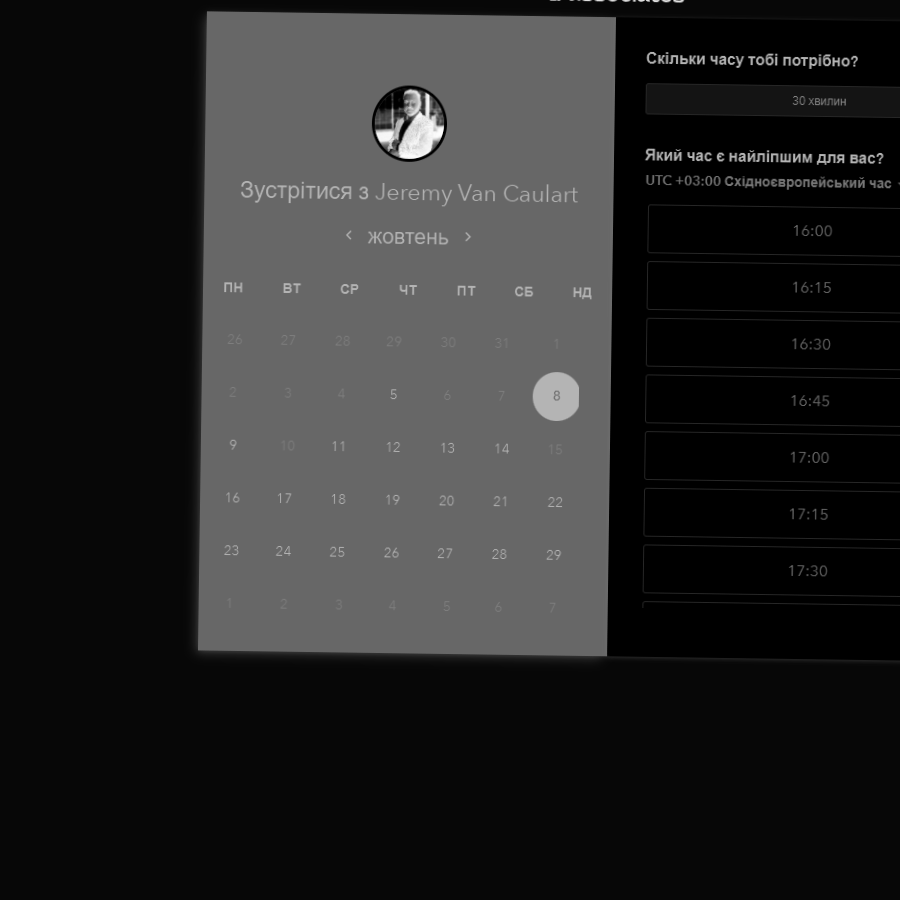 Зустрітися з Jeremy Van Caulart
‹ жовтень ›
ПН ВТ СР ЧТ ПТ СБ НД
26 27 28 29 30 31 1
2 3 4 5 6 7 8
9 10 11 12 13 14 15
16 17 18 19 20 21 22
23 24 25 26 27 28 29
1 2 3 4 5 6 7
Скільки часу тобі потрібно?
30 хвилин
Який час є найліпшим для вас?
UTC +03:00 Східноєвропейський час
16:00
16:15
16:30
16:45
17:00
17:15
17:30